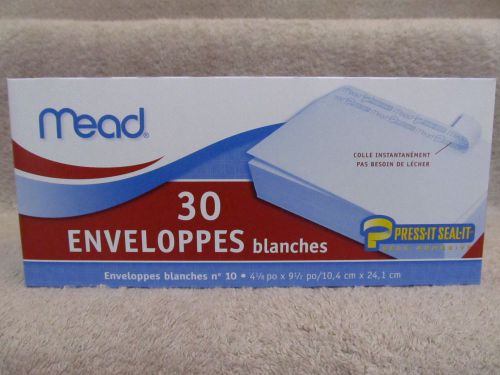 Mead®
COLLE INSTANTANÉMENT
PAS BESOIN DE LÉCHER
30
ENVELOPPES blanches
PRESS-IT SEAL-IT
Enveloppes blanches n° 10 • 4⅛ po x 9½ po/10,4 cm x 24,1 cm